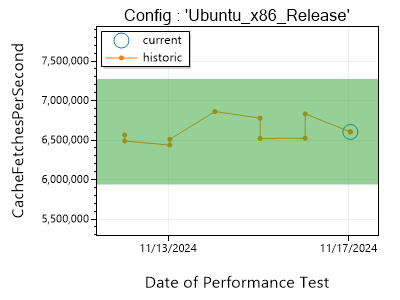 Config : 'Ubuntu_x86_Release'
current
historic
CacheFetchesPerSecond
7,500,000
7,000,000
6,500,000
6,000,000
5,500,000
11/13/2024
11/17/2024
Date of Performance Test